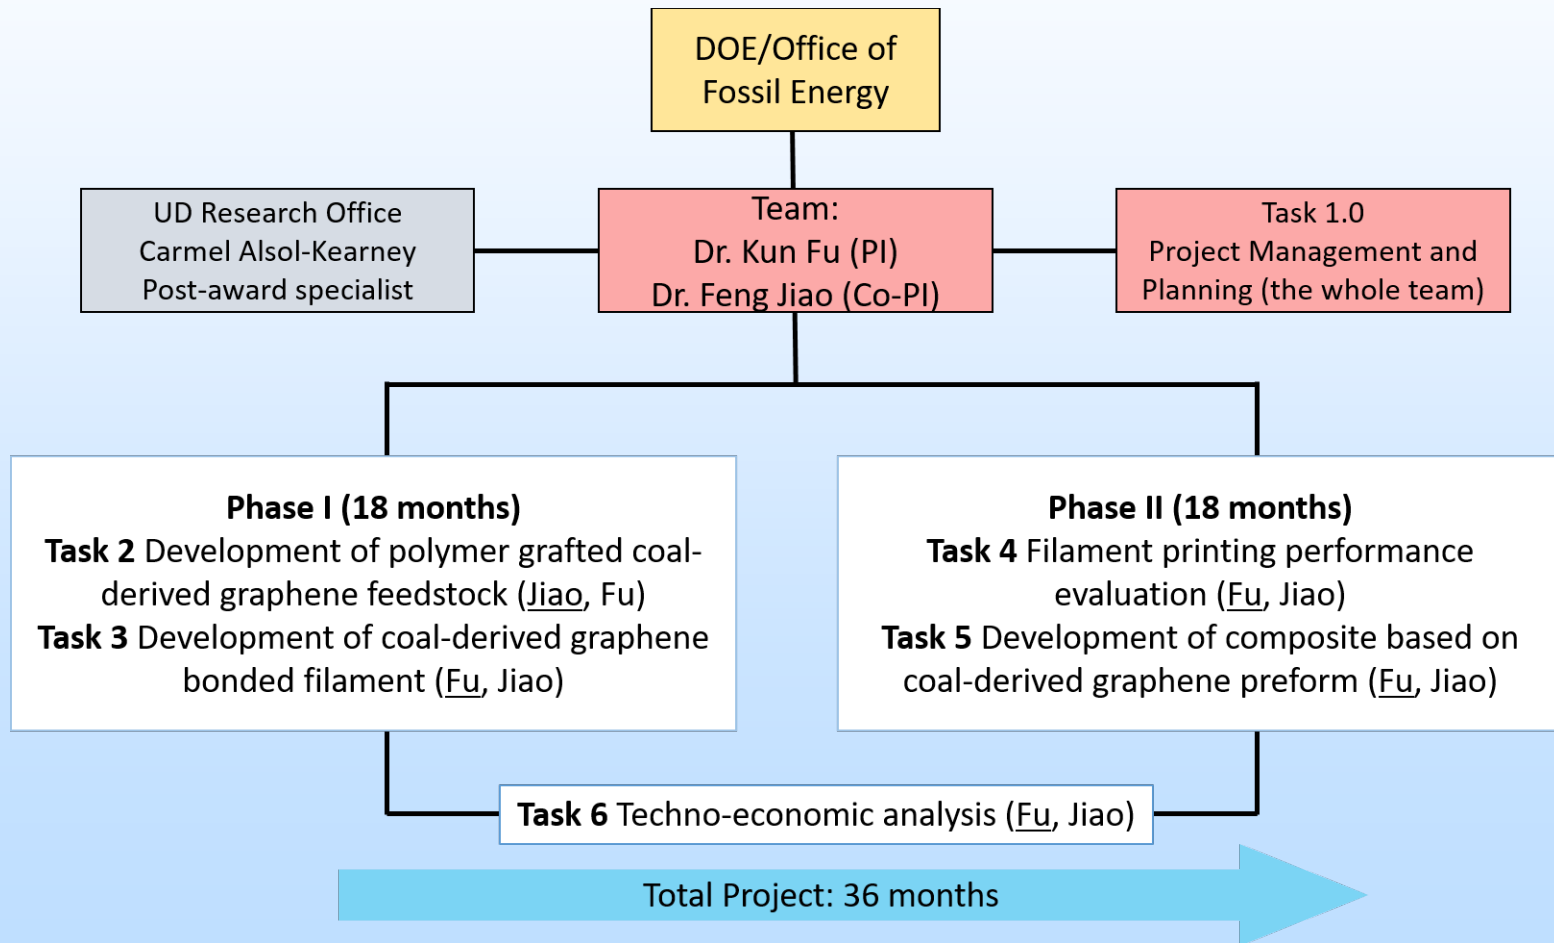 DOE/Office of
Fossil Energy
UD Research Office
Carmel Alsol-Kearney
Post-award specialist
Team:
Dr. Kun Fu (PI)
Dr. Feng Jiao (Co-PI)
Task 1.0
Project Management and
Planning (the whole team)
Phase I (18 months)
Task 2 Development of polymer grafted coal-
derived graphene feedstock (Jiao, Fu)
Task 3 Development of coal-derived graphene
bonded filament (Fu, Jiao)
Phase II (18 months)
Task 4 Filament printing performance
evaluation (Fu, Jiao)
Task 5 Development of composite based on
coal-derived graphene preform (Fu, Jiao)
Task 6 Techno-economic analysis (Fu, Jiao)
Total Project: 36 months